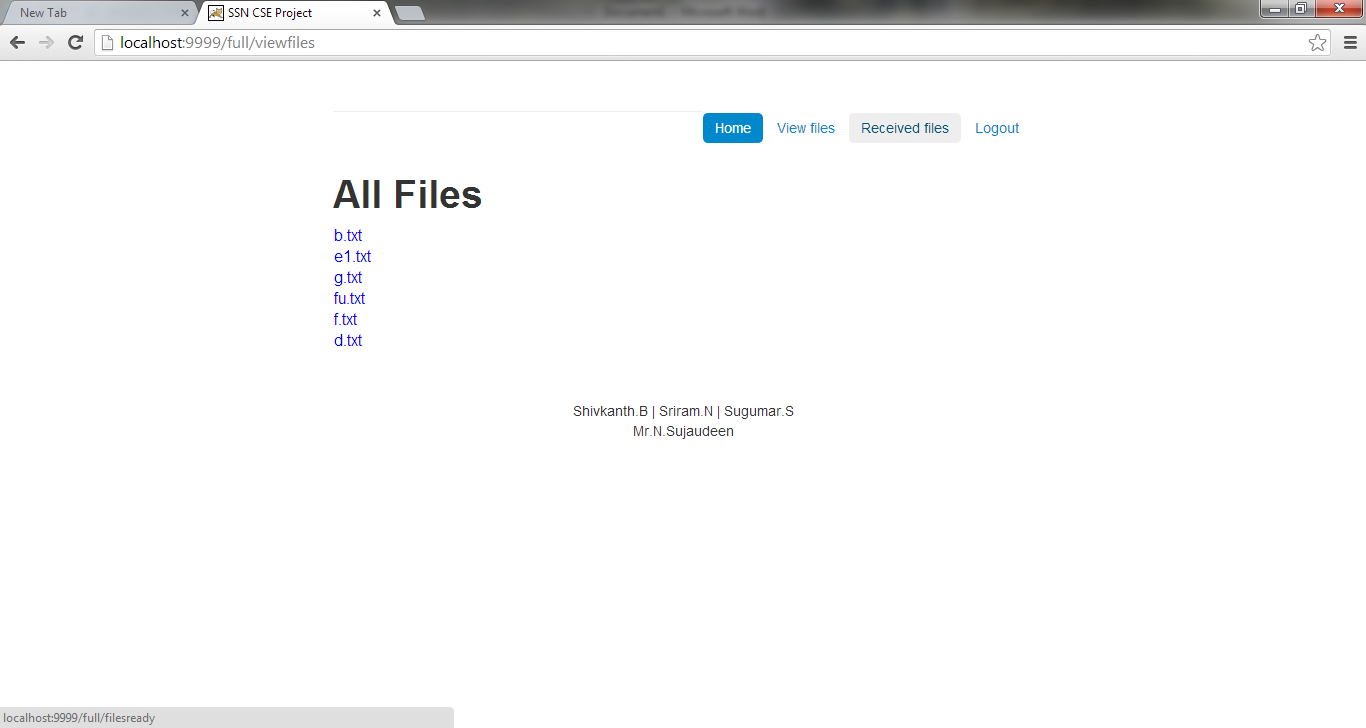 New Tab
SSN CSE Project
localhost:9999/full/viewfiles
Home View files Received files Logout
All Files
b.txt
e1.txt
g.txt
fu.txt
f.txt
d.txt
Shivkanth.B | Sriram.N | Sugumar.S
Mr.N.Sujaudeen
localhost:9999/full/filesready